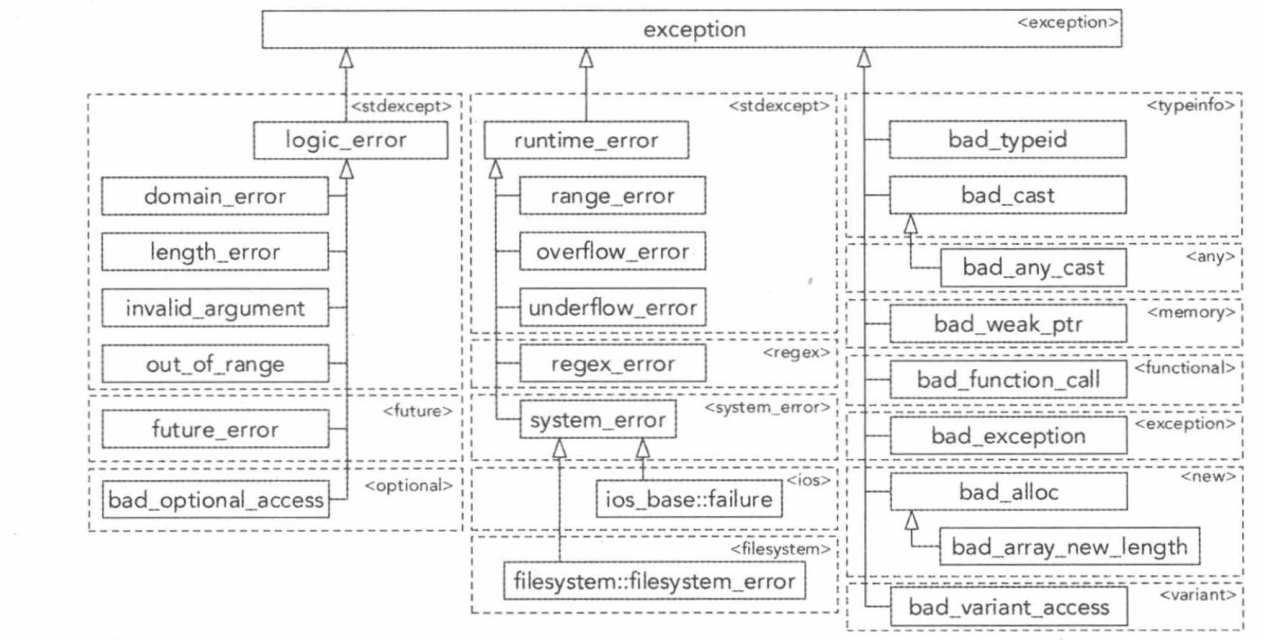 exception <exception>
<stdexcept>
logic_error
domain_error
length_error
invalid_argument
out_of_range
<future>
future_error
<optional>
bad_optional_access
<stdexcept>
runtime_error
range_error
overflow_error
underflow_error
<regex>
regex_error
<system_error>
system_error
<ios>
ios_base::failure
<filesystem>
filesystem::filesystem_error
<typeinfo>
bad_typeid
bad_cast
<any>
bad_any_cast
<memory>
bad_weak_ptr
<functional>
bad_function_call
<exception>
bad_exception
<new>
bad_alloc
bad_array_new_length
<variant>
bad_variant_access